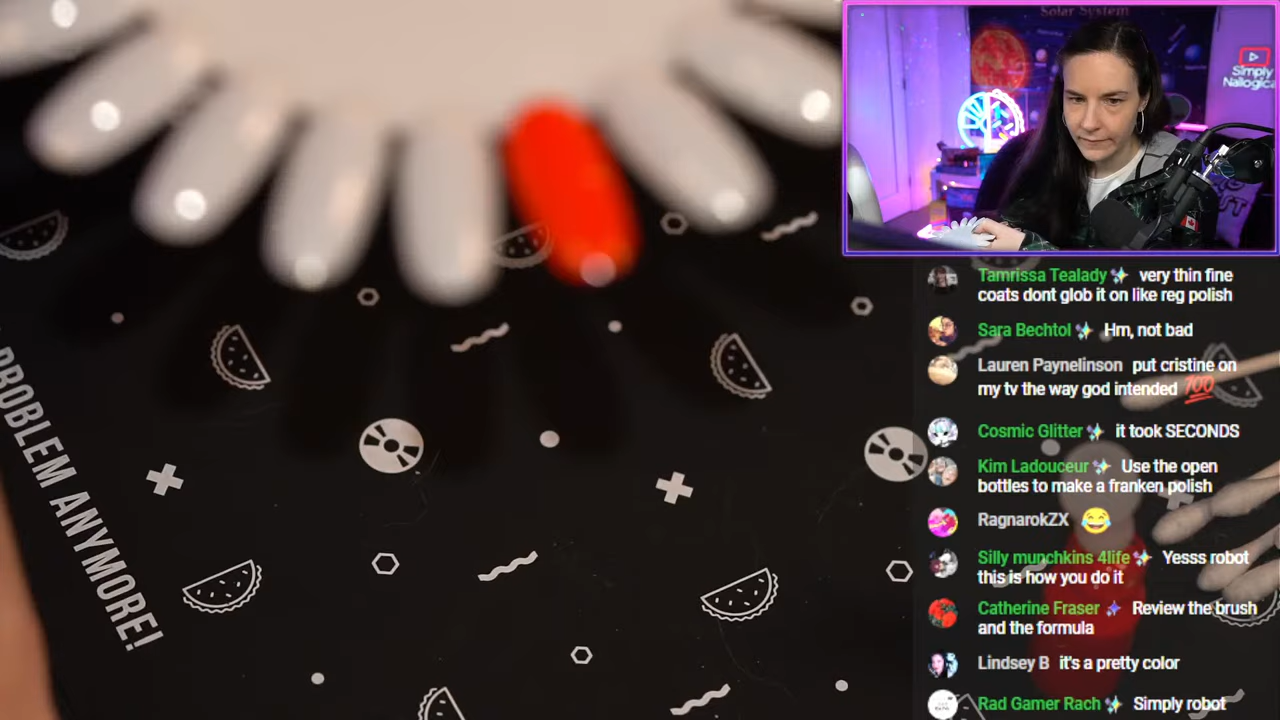 Solar System
Simply
Nailogical
Tamrissa Tealady very thin fine
coats dont glob it on like reg polish
Sara Bechtol Hm, not bad
Lauren Paynelinson put cristine on
my tv the way god intended 💯
Cosmic Glitter it took SECONDS
Kim Ladouceur Use the open
bottles to make a franken polish
RagnarokZX 😂
Silly munchkins 4life Yesss robot
this is how you do it
Catherine Fraser Review the brush
and the formula
Lindsey B it's a pretty color
Rad Gamer Rach Simply robot
PROBLEM ANYMORE!